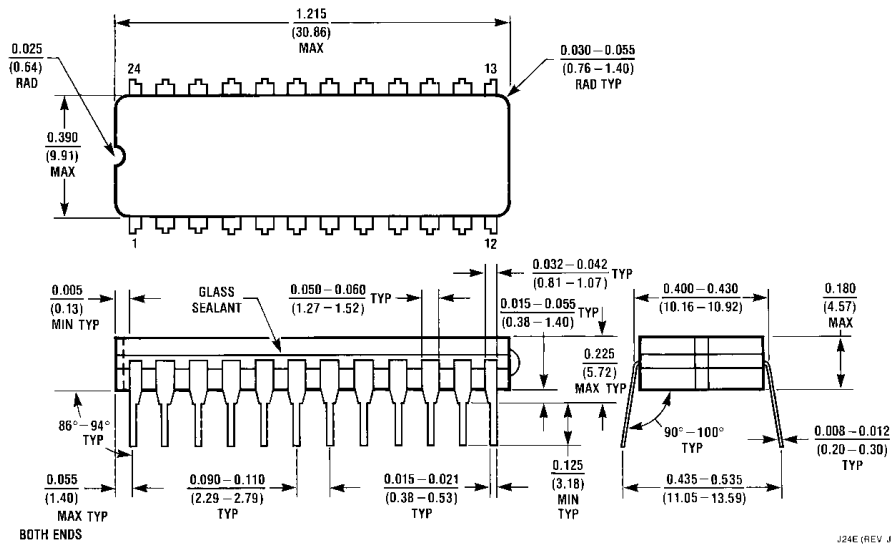 1.215
(30.86)
MAX
0.025
(0.64)
RAD
24
13
0.030–0.055
(0.76–1.40)
RAD TYP
0.390
(9.91)
MAX
1
12
0.005
(0.13)
MIN TYP
GLASS
SEALANT
0.050–0.060
(1.27–1.52)
TYP
0.032–0.042
(0.81–1.07)
TYP
0.015–0.055
(0.38–1.40)
TYP
0.400–0.430
(10.16–10.92)
0.180
(4.57)
MAX
0.225
(5.72)
MAX TYP
86°–94°
TYP
90°–100°
TYP
0.008–0.012
(0.20–0.30)
TYP
0.055
(1.40)
MAX TYP
BOTH ENDS
0.090–0.110
(2.29–2.79)
TYP
0.015–0.021
(0.38–0.53)
TYP
0.125
(3.18)
MIN
TYP
0.435–0.535
(11.05–13.59)
J24E (REV J